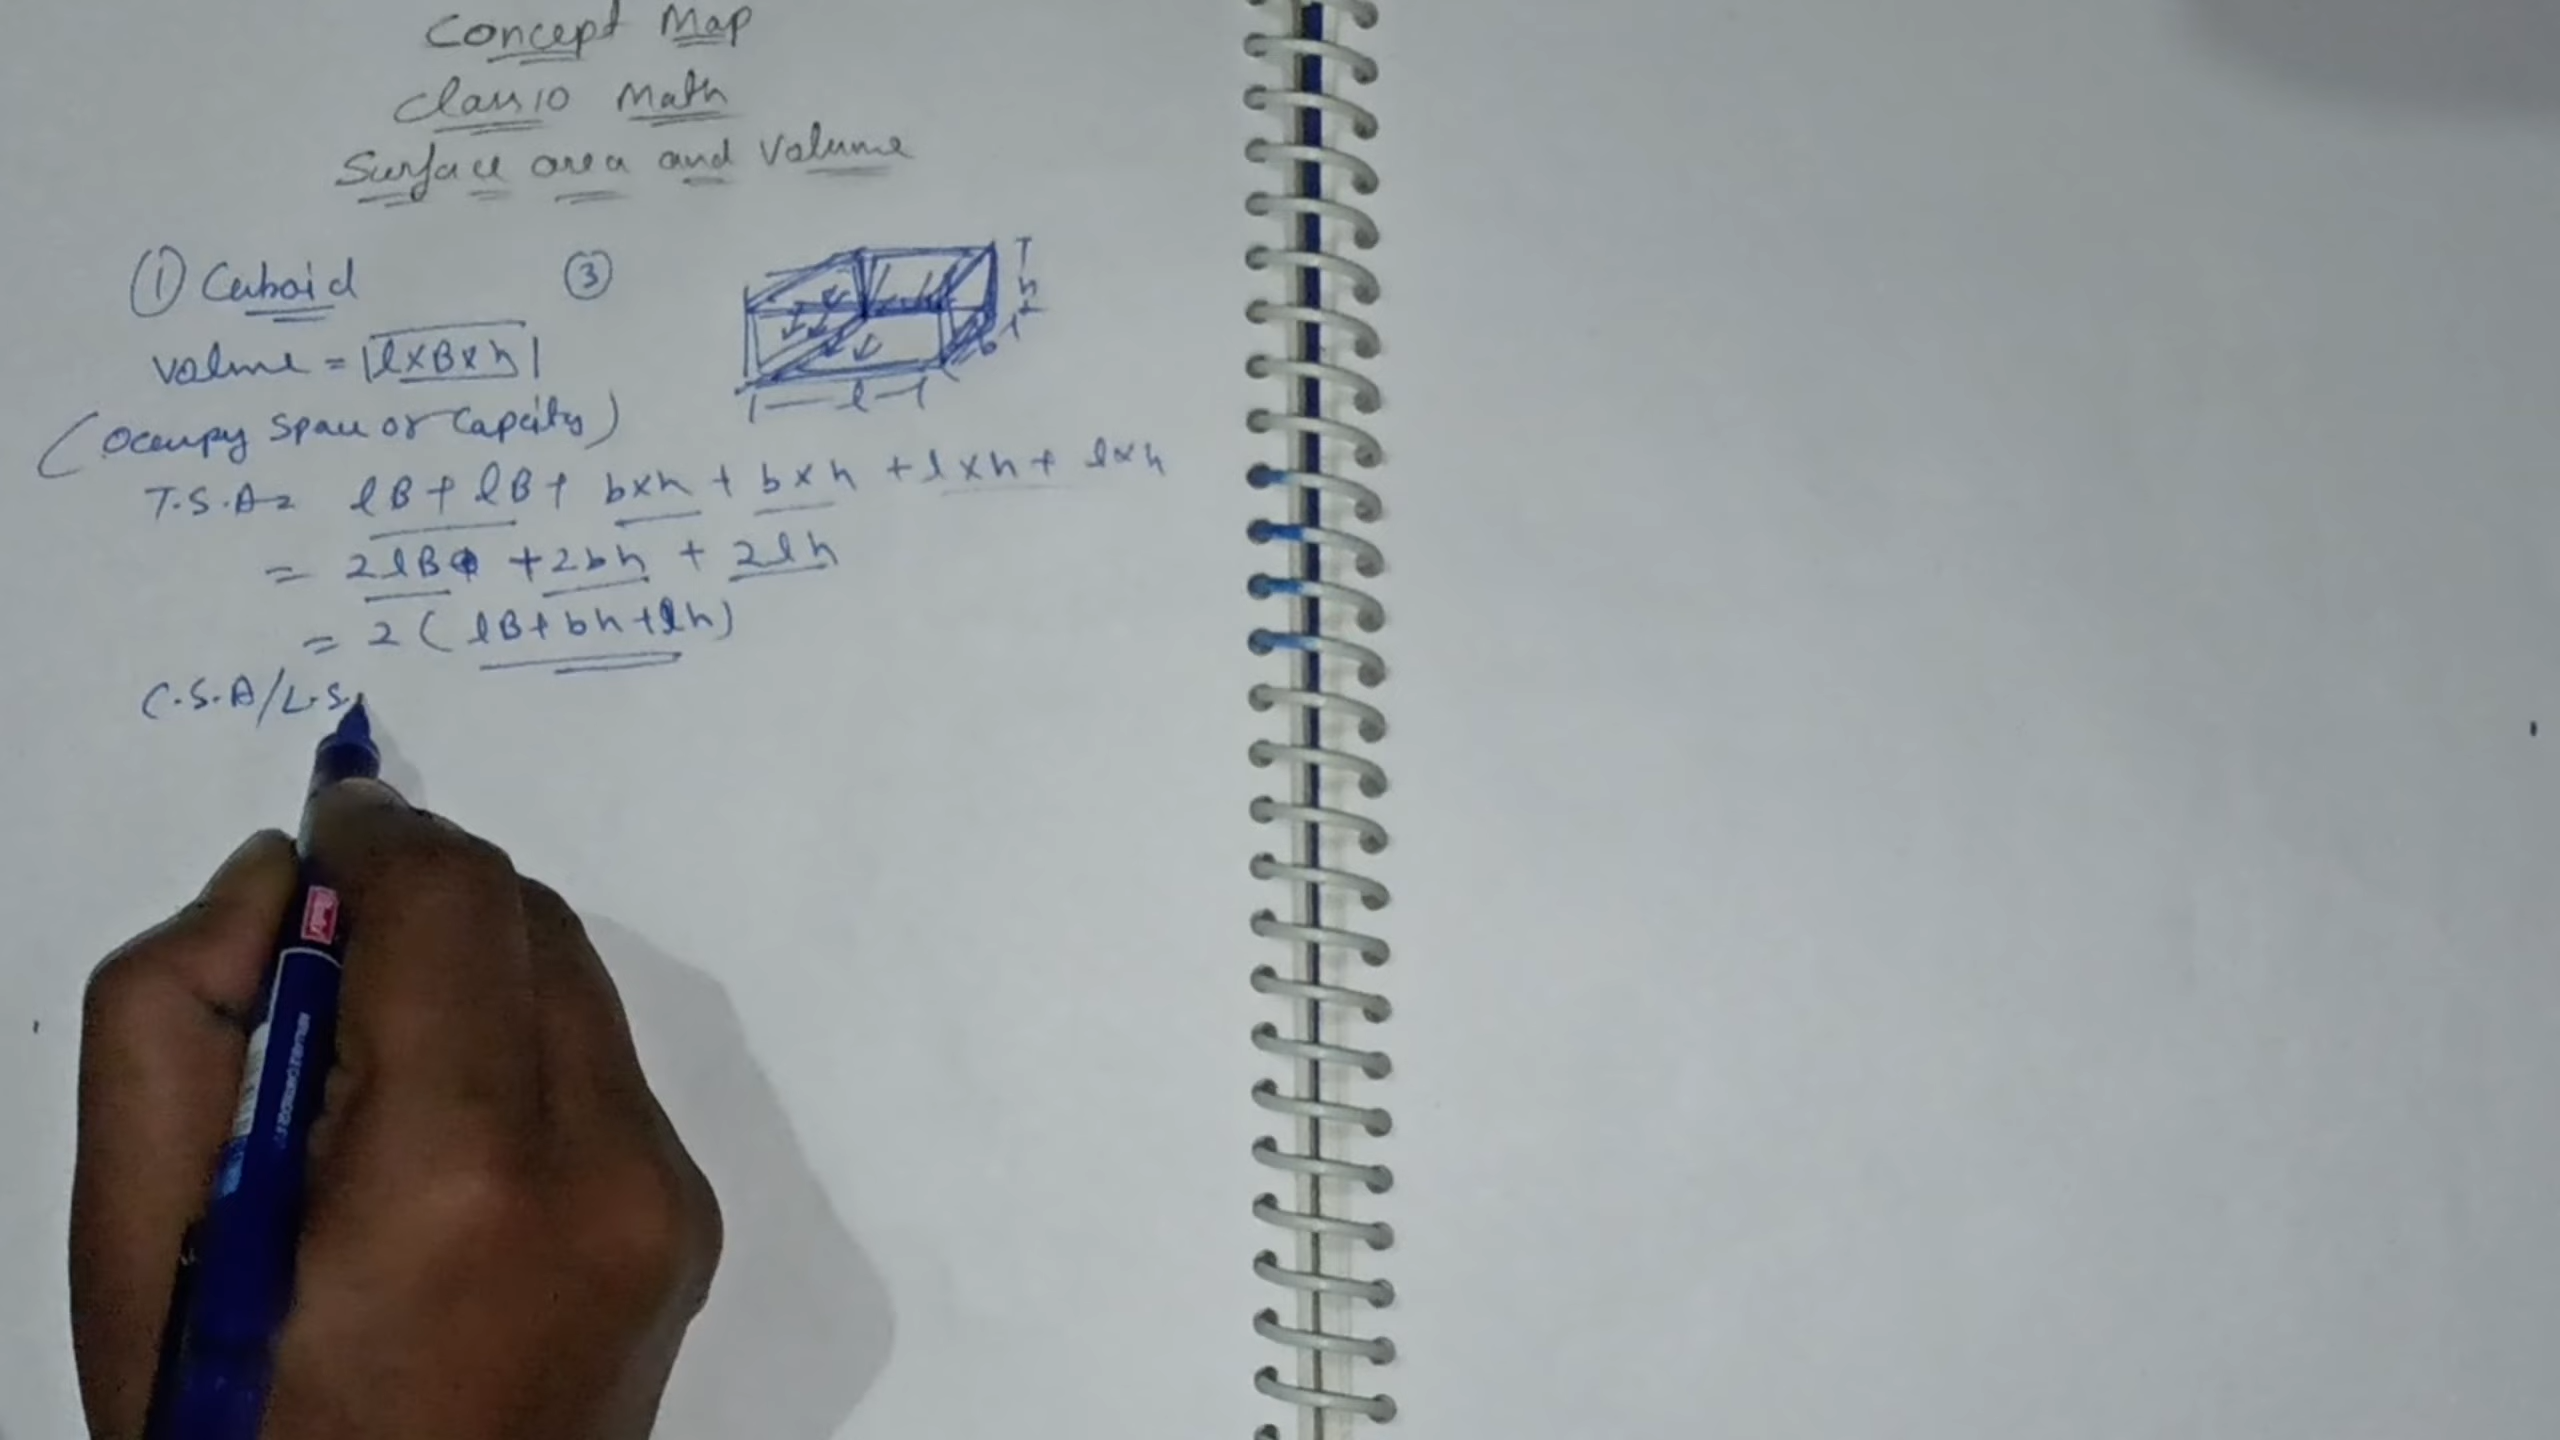 Concept Map
Class 10 Math
Surface area and Volume
① Cuboid ③
Volume = l×B×h
(Occupy Space or Capcity)
T h
b
l
T.S.A = lB + lB + b×h + b×h + l×h + l×h
= 2lB + 2bh + 2lh
= 2(lB+bh+lh)
C.S.A/L.S.